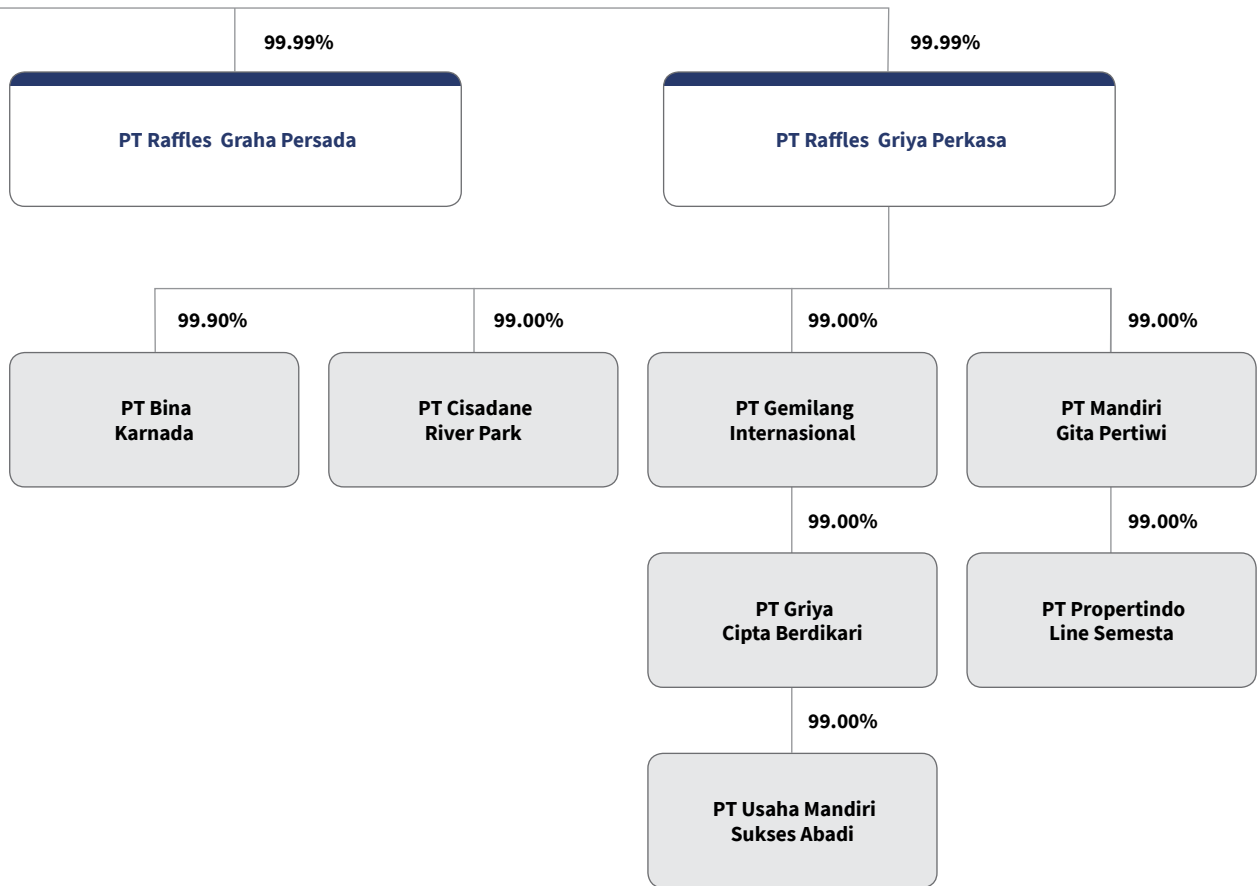 99.99%
99.99%
PT Raffles Graha Persada
PT Raffles Griya Perkasa
99.90%
99.00%
99.00%
99.00%
PT Bina
Karnada
PT Cisadane
River Park
PT Gemilang
Internasional
PT Mandiri
Gita Pertiwi
99.00%
99.00%
PT Griya
Cipta Berdikari
PT Propertindo
Line Semesta
99.00%
PT Usaha Mandiri
Sukses Abadi